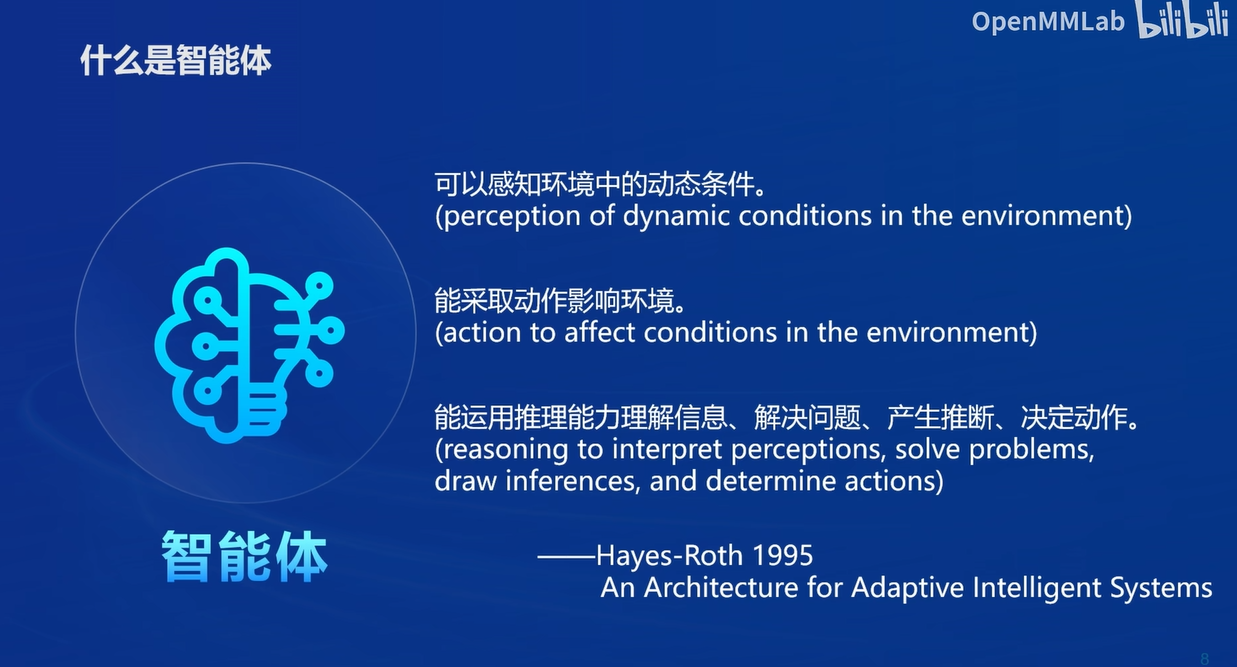 OpenMMLab bilibili
什么是智能体
可以感知环境中的动态条件。
(perception of dynamic conditions in the environment)
能采取动作影响环境。
(action to affect conditions in the environment)
能运用推理能力理解信息、解决问题、产生推断、决定动作。
(reasoning to interpret perceptions, solve problems,
draw inferences, and determine actions)
智能体
——Hayes-Roth 1995
An Architecture for Adaptive Intelligent Systems
8